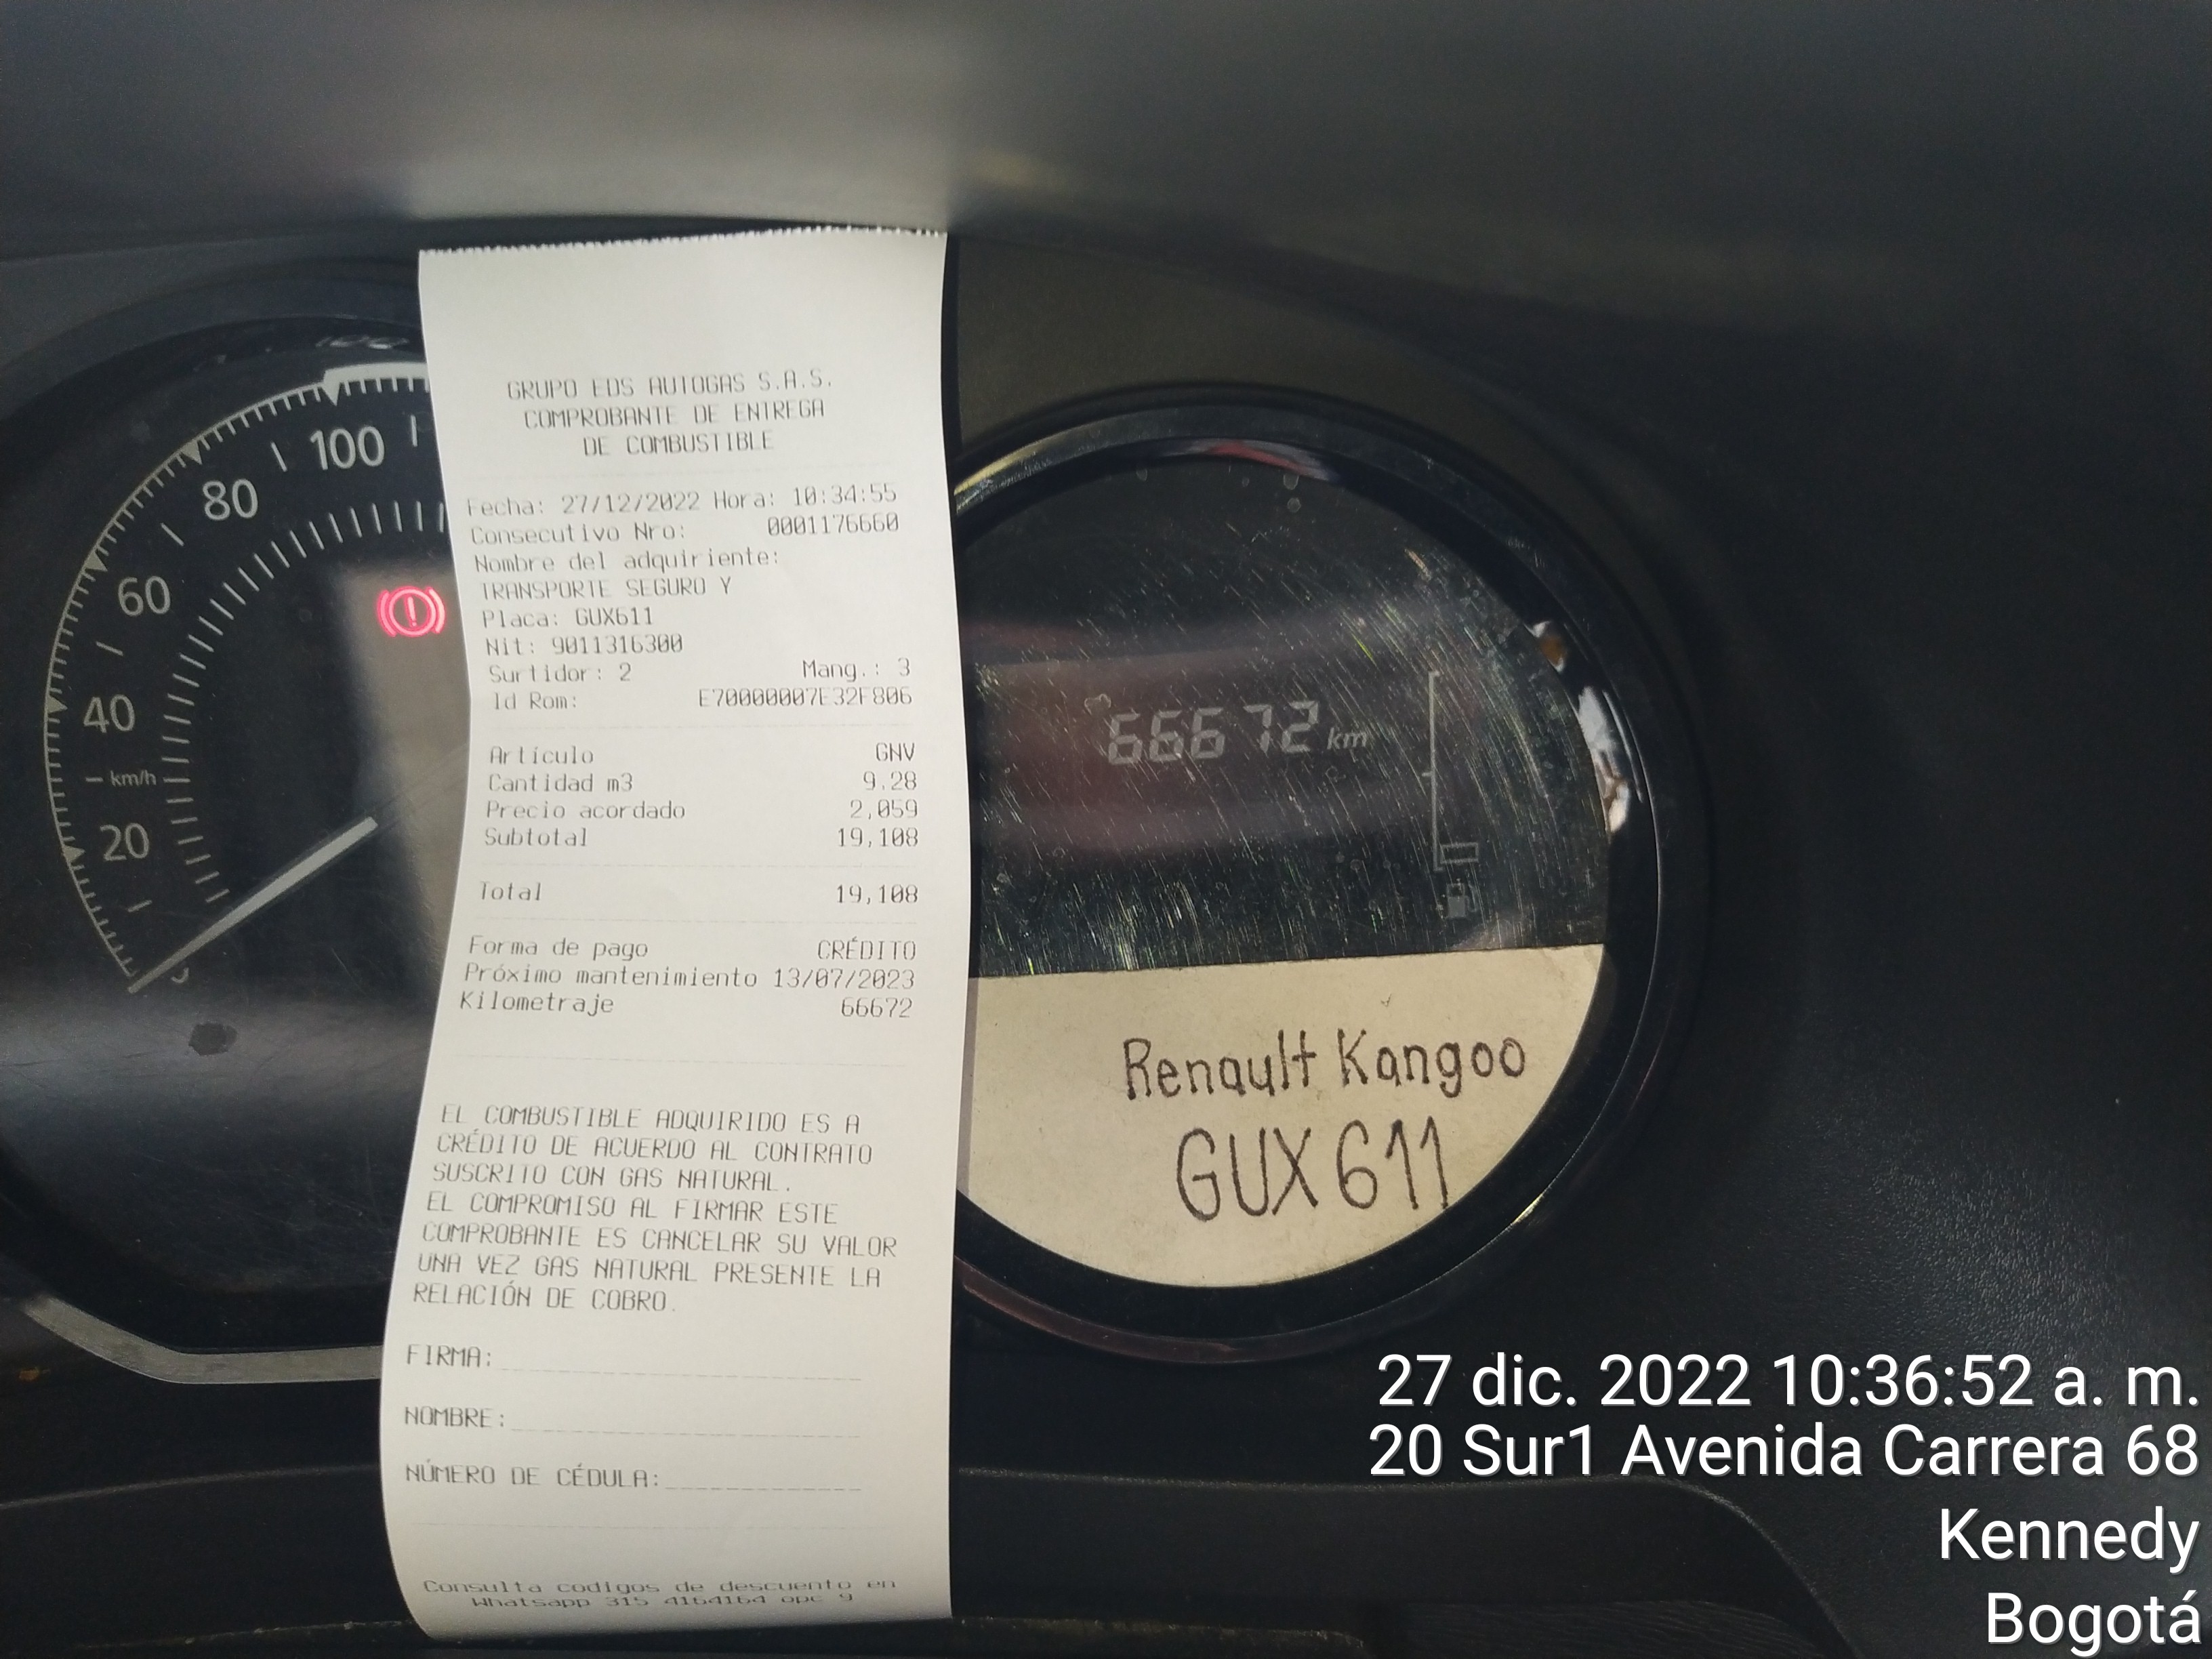 100
80
60
40
km/h
20
GRUPO EDS AUTOGAS S.A.S.
COMPROBANTE DE ENTREGA
DE COMBUSTIBLE
Fecha: 27/12/2022 Hora: 10:34:55
Consecutivo Nro: 0001176660
Nombre del adquiriente:
TRANSPORTE SEGURO Y
Placa: GUX611
Nit: 9011316300
Surtidor: 2 Mang.: 3
Id Rom: E70000007E32F806
Artículo GNV
Cantidad m3 9.28
Precio acordado 2,059
Subtotal 19,108
Total 19,108
Forma de pago CRÉDITO
Próximo mantenimiento 13/07/2023
Kilometraje 66672
EL COMBUSTIBLE ADQUIRIDO ES A
CRÉDITO DE ACUERDO AL CONTRATO
SUSCRITO CON GAS NATURAL.
EL COMPROMISO AL FIRMAR ESTE
COMPROBANTE ES CANCELAR SU VALOR
UNA VEZ GAS NATURAL PRESENTE LA
RELACIÓN DE COBRO.
FIRMA:
NOMBRE:
NÚMERO DE CÉDULA:
Consulta codigos de descuento en
Whatsapp 315 4164164 opc 9
66672 km
Renault Kangoo
GUX611
27 dic. 2022 10:36:52 a. m.
20 Sur1 Avenida Carrera 68
Kennedy
Bogotá